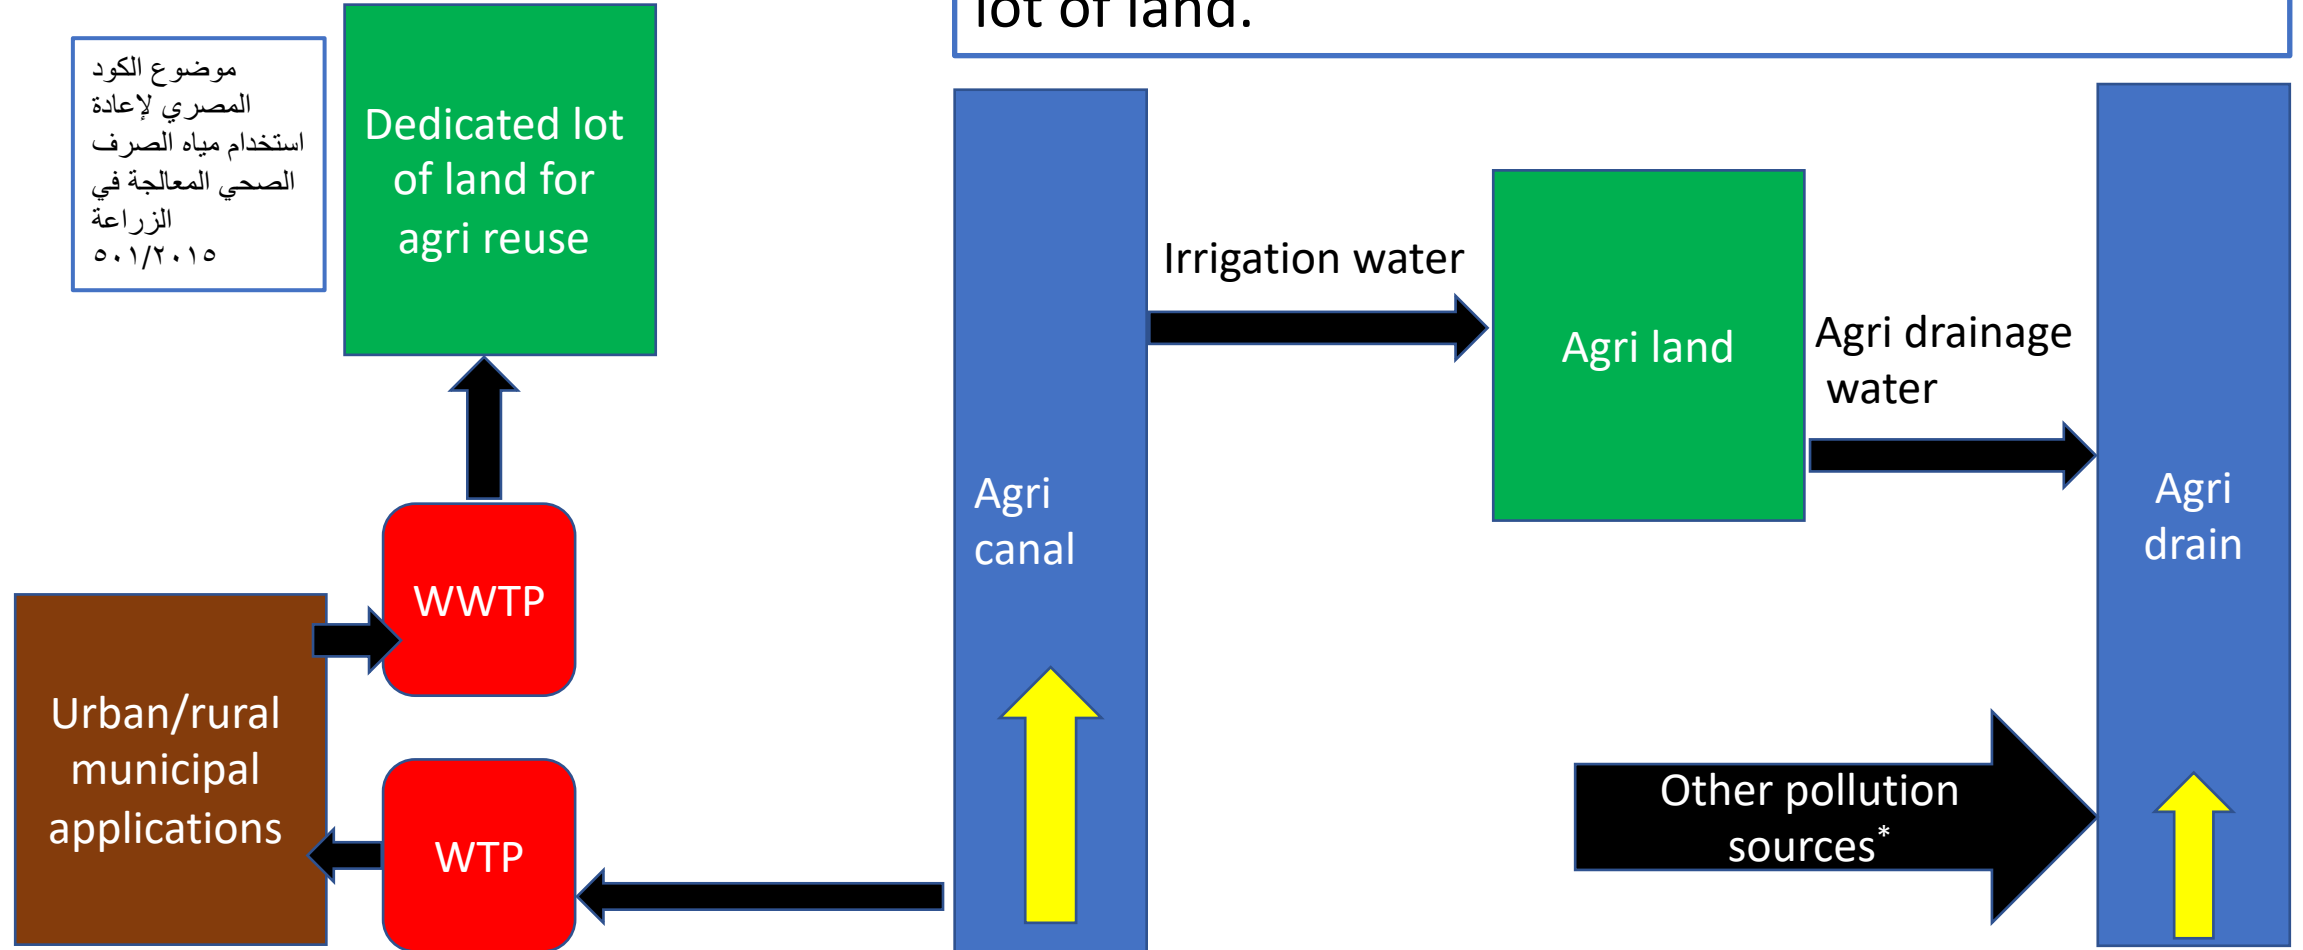 lot of land.
موضوع الكود
المصري لإعادة
استخدام مياه الصرف
الصحي المعالجة في
الزراعة
٥٠١/٢٠١٥
Dedicated lot
of land for
agri reuse
Irrigation water
Agri land
Agri drainage
water
Agri
canal
Agri
drain
WWTP
Urban/rural
municipal
applications
WTP
Other pollution
sources*